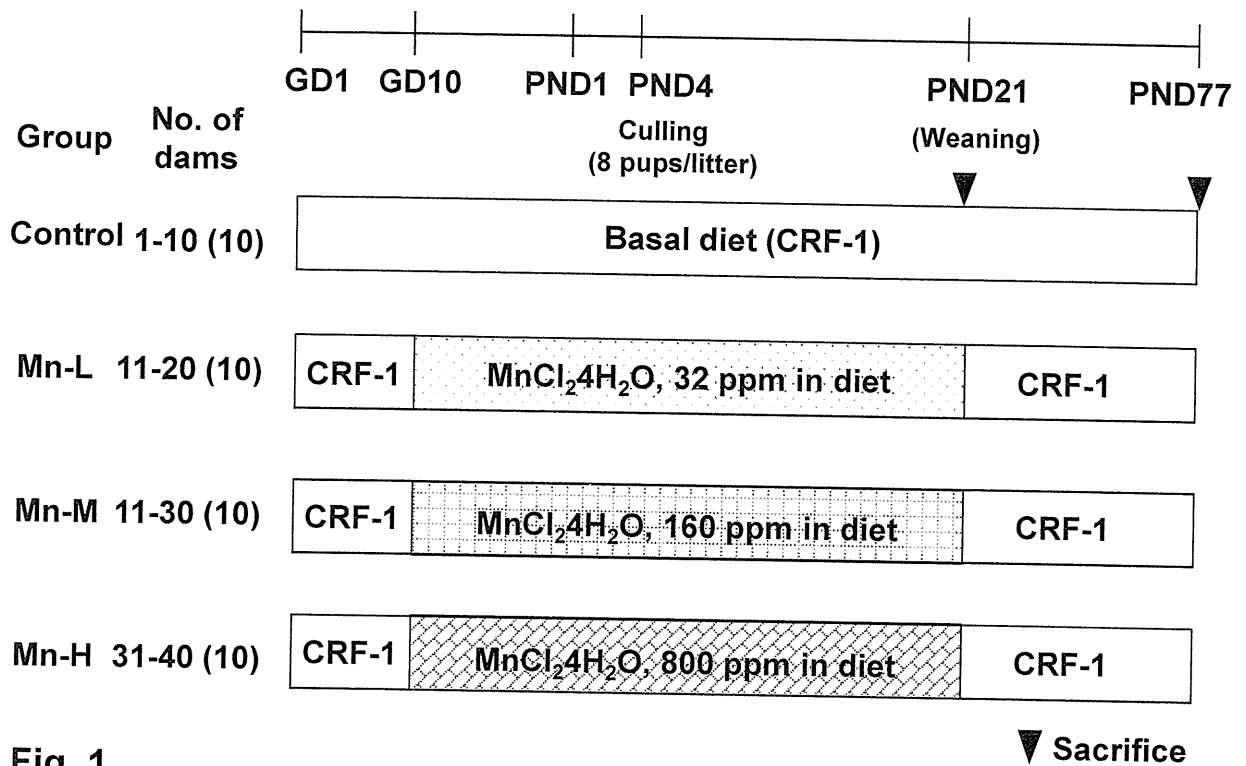 GD1 GD10 PND1 PND4 PND21 PND77
Culling
(8 pups/litter)
(Weaning)
Group No. of
dams
Control 1-10 (10) Basal diet (CRF-1)
Mn-L 11-20 (10) CRF-1 MnCl₂4H₂O, 32 ppm in diet CRF-1
Mn-M 11-30 (10) CRF-1 MnCl₂4H₂O, 160 ppm in diet CRF-1
Mn-H 31-40 (10) CRF-1 MnCl₂4H₂O, 800 ppm in diet CRF-1
▼ Sacrifice
Fig. 1